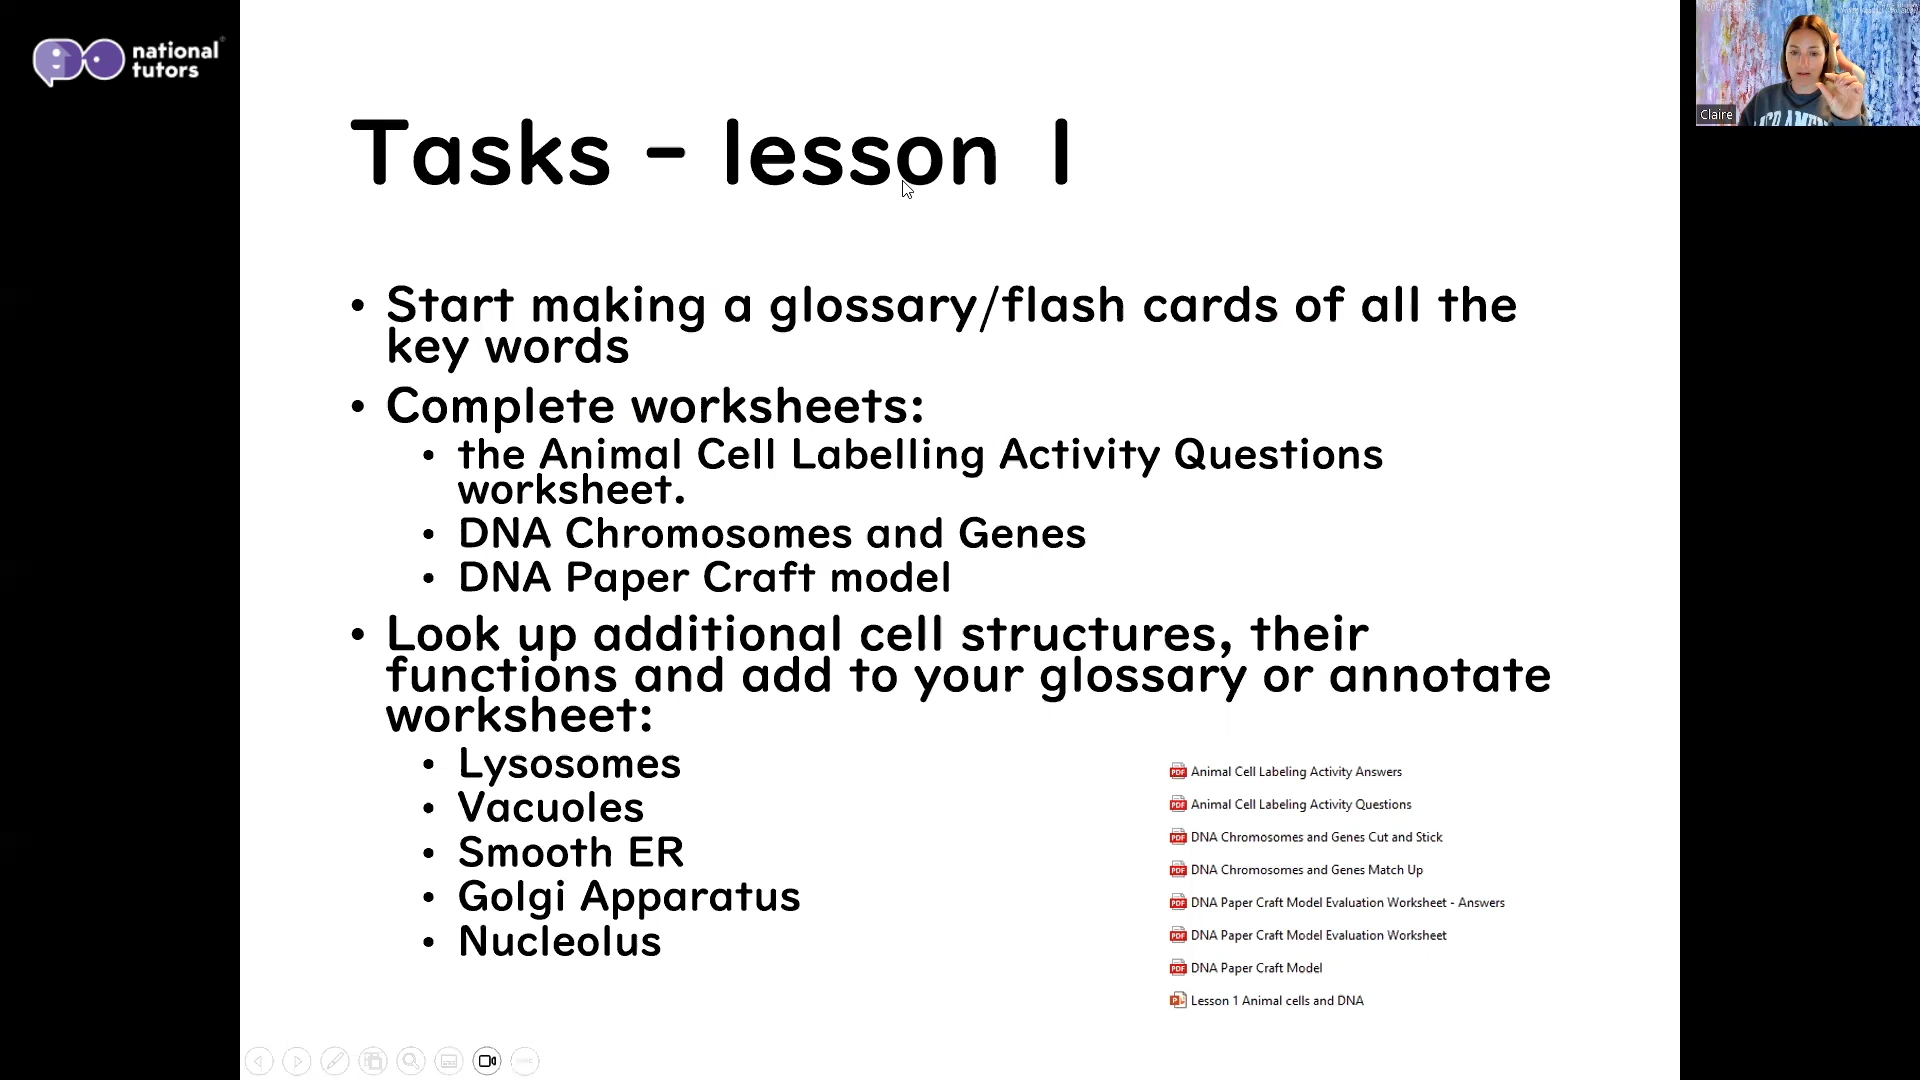 national
tutors
Tasks - lesson 1
• Start making a glossary/flash cards of all the
key words
• Complete worksheets:
• the Animal Cell Labelling Activity Questions
worksheet.
• DNA Chromosomes and Genes
• DNA Paper Craft model
• Look up additional cell structures, their
functions and add to your glossary or annotate
worksheet:
• Lysosomes
• Vacuoles
• Smooth ER
• Golgi Apparatus
• Nucleolus
Animal Cell Labeling Activity Answers
Animal Cell Labeling Activity Questions
DNA Chromosomes and Genes Cut and Stick
DNA Chromosomes and Genes Match Up
DNA Paper Craft Model Evaluation Worksheet - Answers
DNA Paper Craft Model Evaluation Worksheet
DNA Paper Craft Model
Lesson 1 Animal cells and DNA
Claire